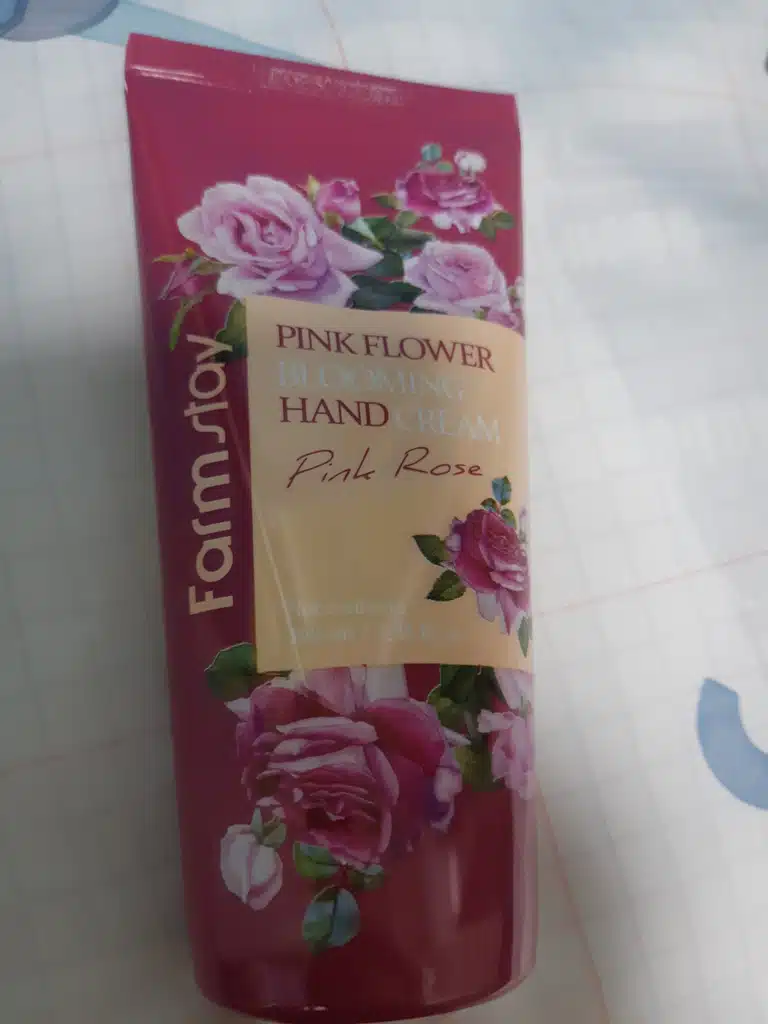 Farmstay
PINK FLOWER
BLOOMING
HAND CREAM
Pink Rose